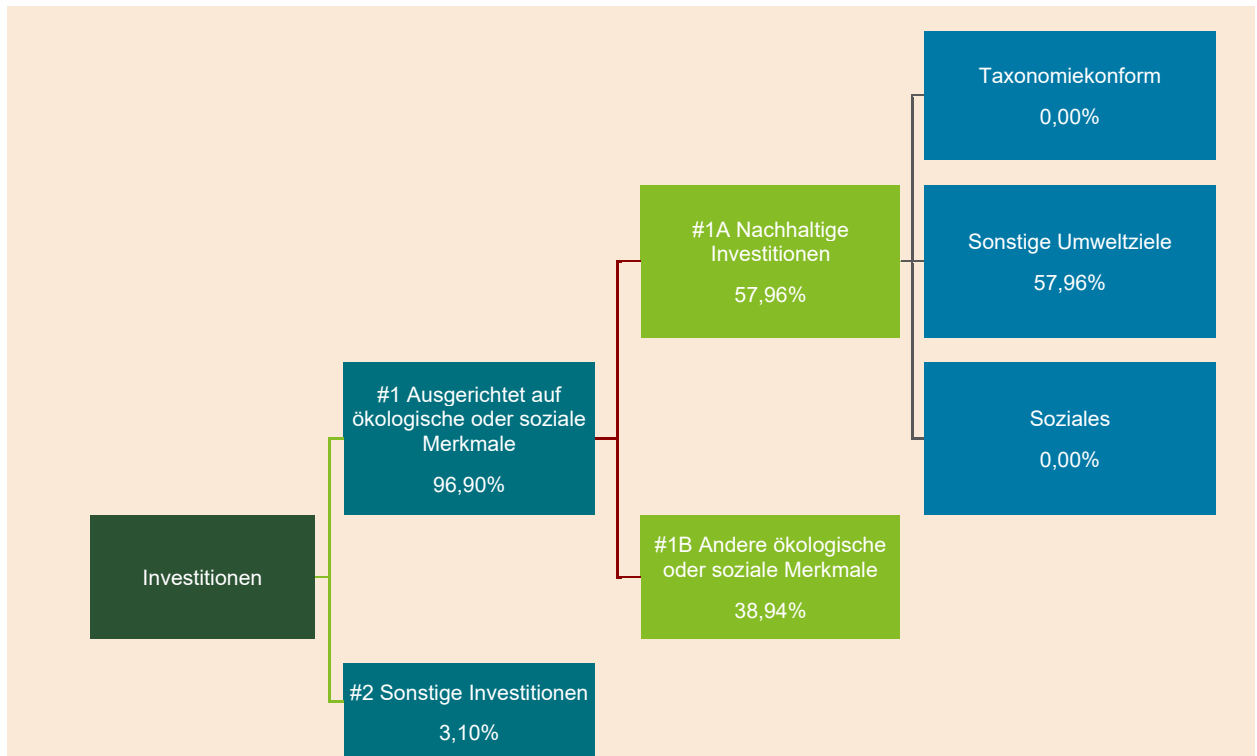 Taxonomiekonform
0,00%
#1A Nachhaltige
Investitionen
57,96%
Sonstige Umweltziele
57,96%
#1 Ausgerichtet auf
ökologische oder soziale
Merkmale
96,90%
Soziales
0,00%
Investitionen
#1B Andere ökologische
oder soziale Merkmale
38,94%
#2 Sonstige Investitionen
3,10%